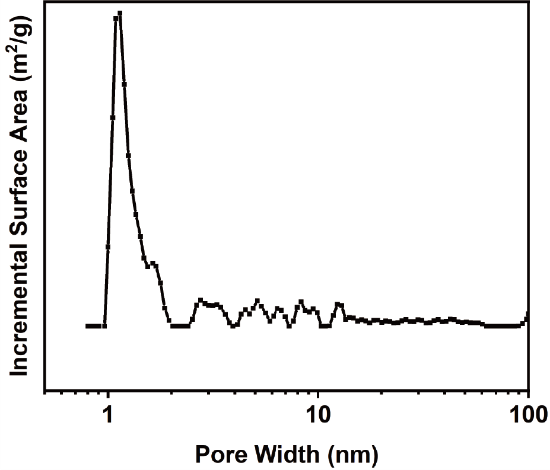 Incremental Surface Area (m²/g)
1
10
100
Pore Width (nm)